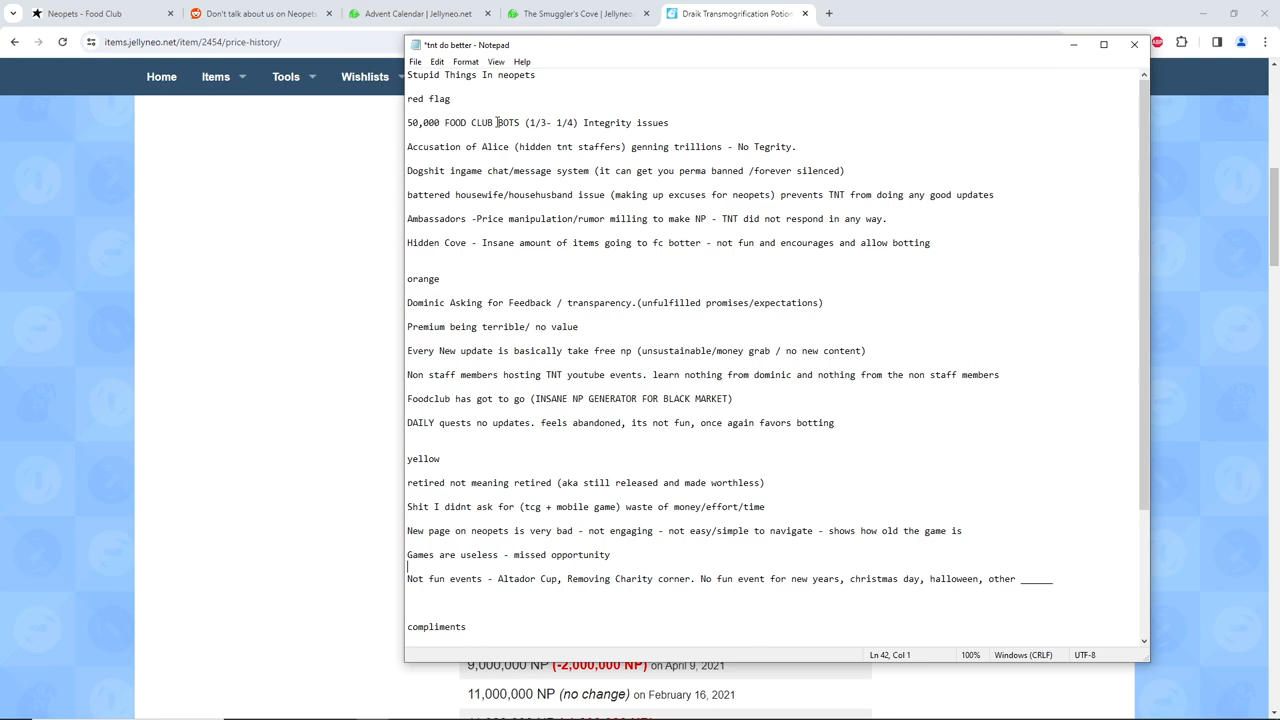 Neopets - Food Club
Don't talk about us on Neopets
Advent Calendar | Jellyneo.net
The Smuggler's Cove | Jellyneo.
Draik Transmogrification Potion
items.jellyneo.net/item/2454/price-history/
Home
Items
Tools
Wishlists
*tnt do better - Notepad
File Edit Format View Help
Stupid Things In neopets
red flag
50,000 FOOD CLUB BOTS (1/3- 1/4) Integrity issues
Accusation of Alice (hidden tnt staffers) genning trillions - No Tegrity.
Dogshit ingame chat/message system (it can get you perma banned /forever silenced)
battered housewife/househusband issue (making up excuses for neopets) prevents TNT from doing any good updates
Ambassadors -Price manipulation/rumor milling to make NP - TNT did not respond in any way.
Hidden Cove - Insane amount of items going to fc botter - not fun and encourages and allow botting
orange
Dominic Asking for Feedback / transparency.(unfulfilled promises/expectations)
Premium being terrible/ no value
Every New update is basically take free np (unsustainable/money grab / no new content)
Non staff members hosting TNT youtube events. learn nothing from dominic and nothing from the non staff members
Foodclub has got to go (INSANE NP GENERATOR FOR BLACK MARKET)
DAILY quests no updates. feels abandoned, its not fun, once again favors botting
yellow
retired not meaning retired (aka still released and made worthless)
Shit I didnt ask for (tcg + mobile game) waste of money/effort/time
New page on neopets is very bad - not engaging - not easy/simple to navigate - shows how old the game is
Games are useless - missed opportunity
Not fun events - Altador Cup, Removing Charity corner. No fun event for new years, christmas day, halloween, other ______
compliments
Ln 42, Col 1
100%
Windows (CRLF)
UTF-8
9,000,000 NP (-2,000,000 NP) on April 9, 2021
11,000,000 NP (no change) on February 16, 2021